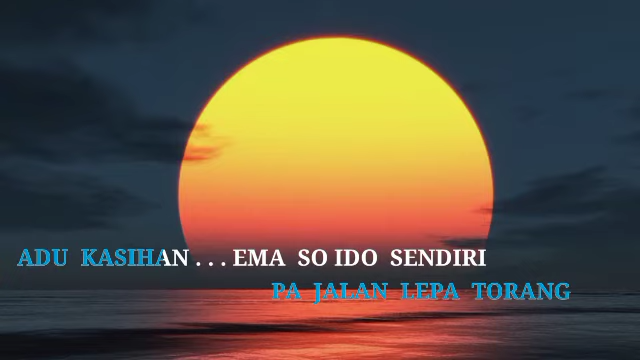 ADU KASIHAN . . . EMA SO IDO SENDIRI
PA JALAN LEPA TORANG